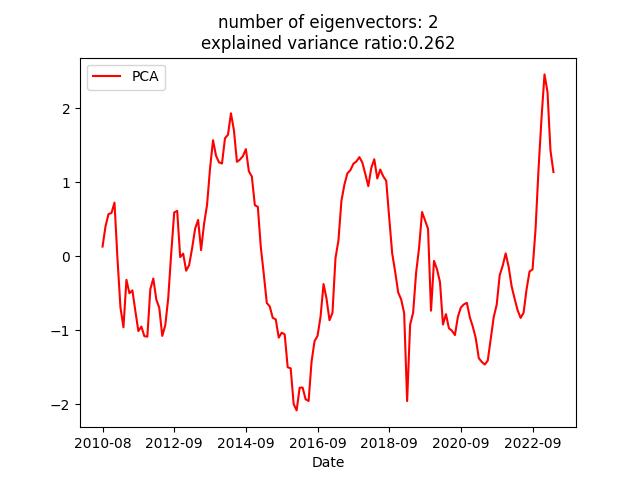 number of eigenvectors: 2
explained variance ratio:0.262
PCA
2
1
0
−1
−2
2010-08 2012-09 2014-09 2016-09 2018-09 2020-09 2022-09
Date